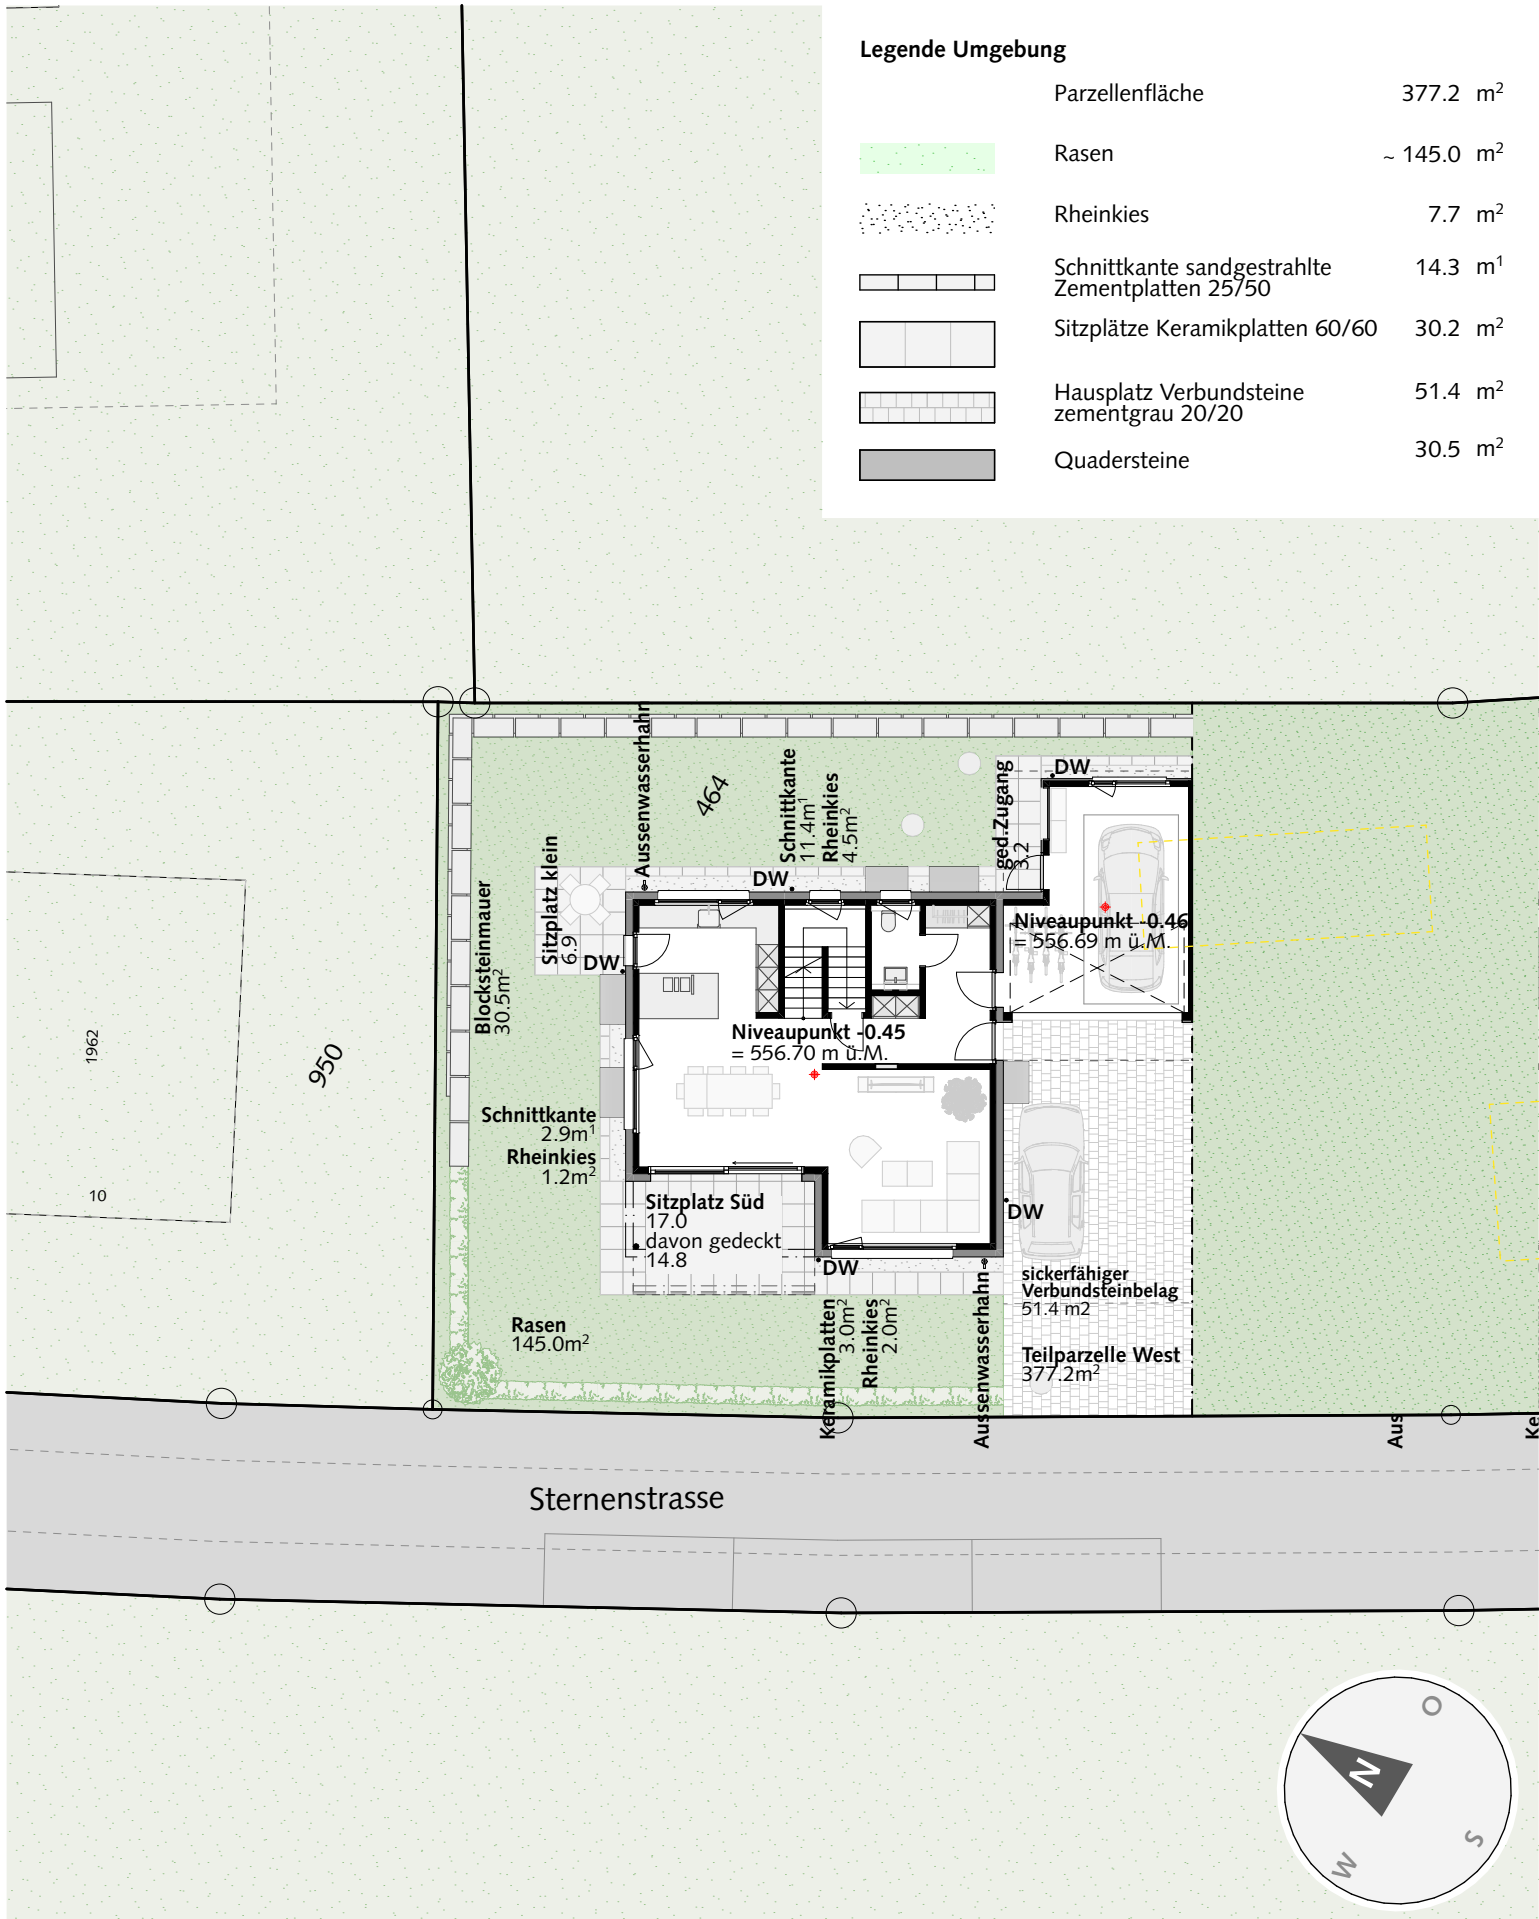 Legende Umgebung
Parzellenfläche 377.2 m²
Rasen ~ 145.0 m²
Rheinkies 7.7 m²
Schnittkante sandgestrahlte 14.3 m¹
Zementplatten 25/50
Sitzplätze Keramikplatten 60/60 30.2 m²
Hausplatz Verbundsteine 51.4 m²
zementgrau 20/20
Quadersteine 30.5 m²
Aussenwasserhahn
464
Schnittkante
11.4m¹
Rheinkies
4.5m²
ged.Zugang
3.2
DW
Sitzplatz klein
6.9
DW
DW
Blocksteinmauer
30.5m²
Niveaupunkt -0.46
= 556.69 m ü.M.
Niveaupunkt -0.45
= 556.70 m ü.M.
1962
950
10
Schnittkante
2.9m¹
Rheinkies
1.2m²
Sitzplatz Süd
17.0
davon gedeckt
14.8
DW
DW
sickerfähiger
Verbundsteinbelag
51.4 m2
Rasen
145.0m²
Keramikplatten
3.0m²
Rheinkies
2.0m²
Aussenwasserhahn
Teilparzelle West
377.2m²
Aus
Ke
Sternenstrasse
O
N
S
W